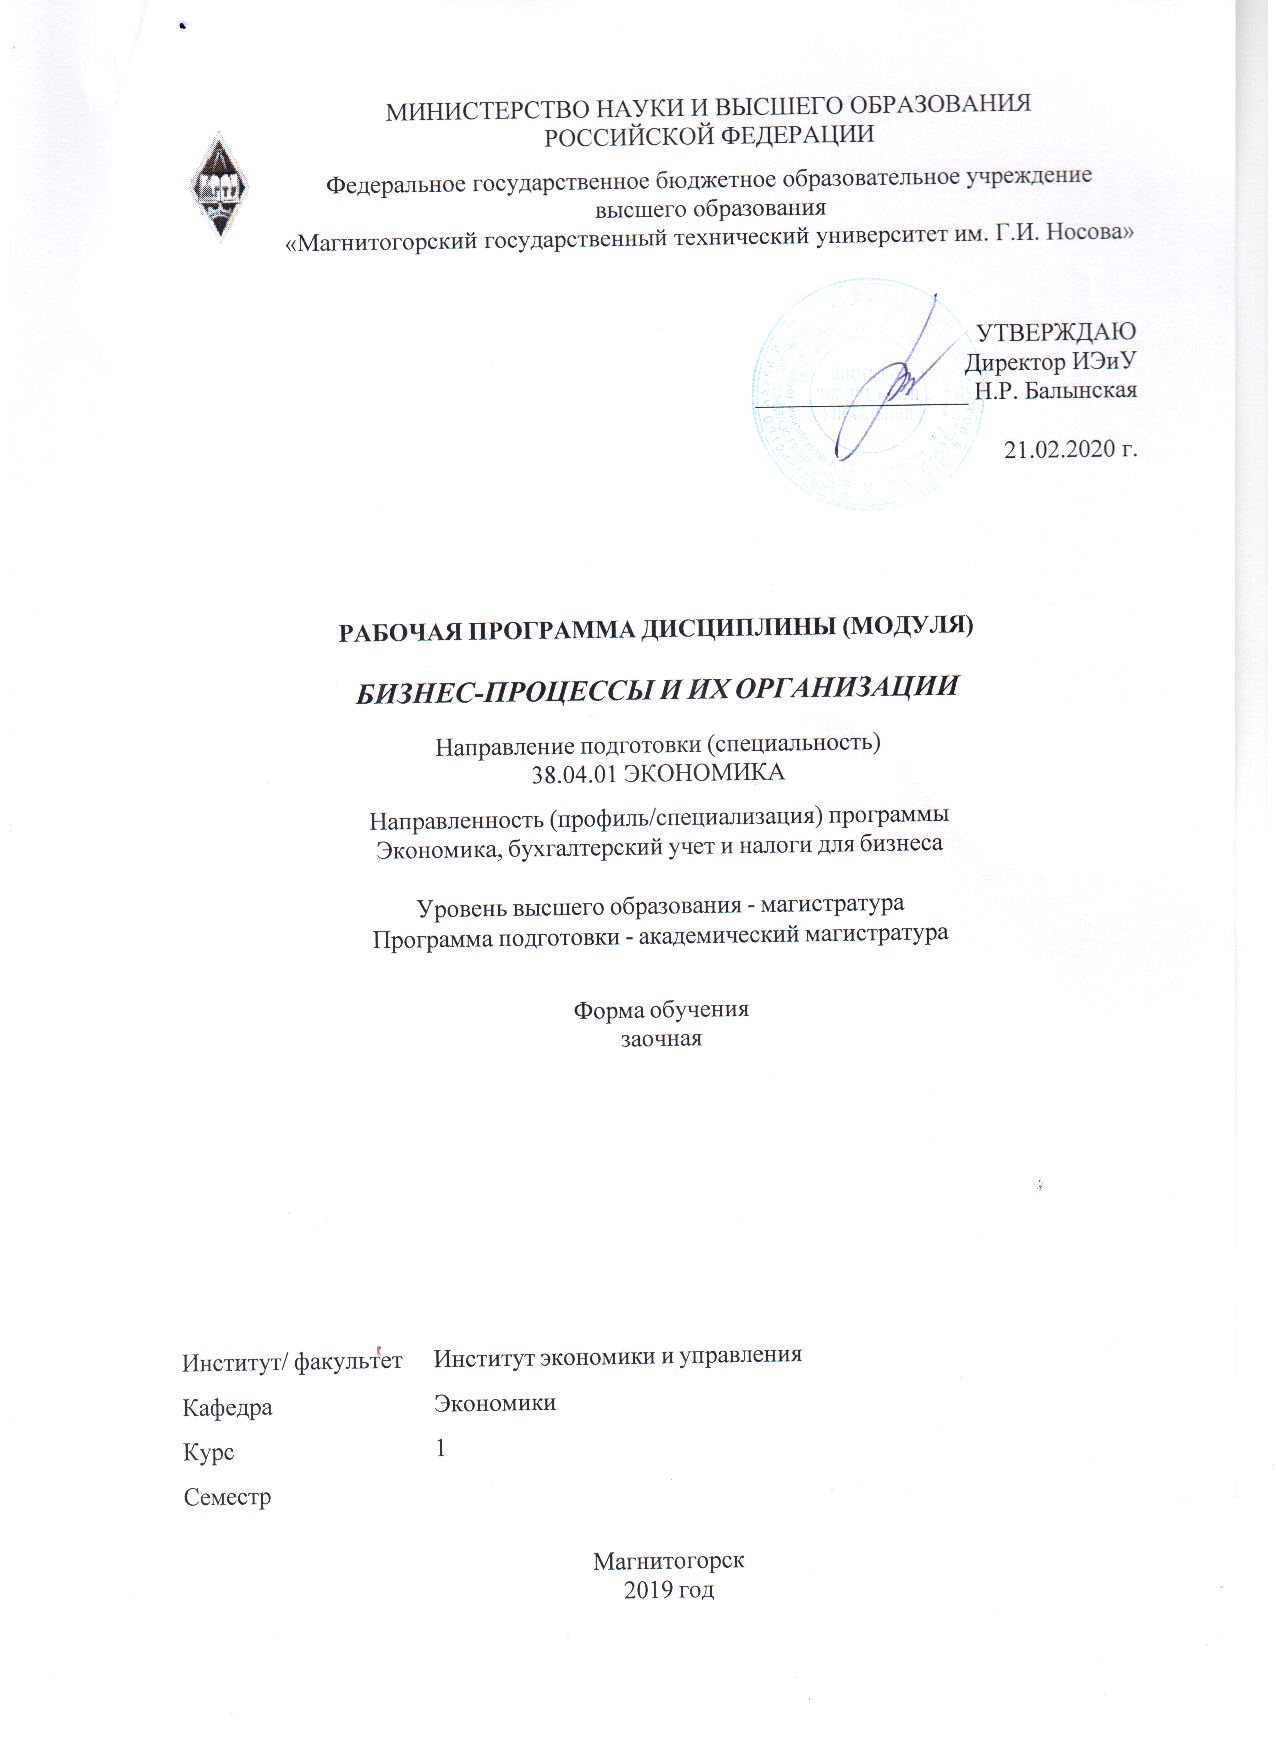 МИНИСТЕРСТВО НАУКИ И ВЫСШЕГО ОБРАЗОВАНИЯ
РОССИЙСКОЙ ФЕДЕРАЦИИ
Федеральное государственное бюджетное образовательное учреждение
высшего образования
«Магнитогорский государственный технический университет им. Г.И. Носова»
УТВЕРЖДАЮ
Директор ИЭиУ
Н.Р. Балынская
21.02.2020 г.
РАБОЧАЯ ПРОГРАММА ДИСЦИПЛИНЫ (МОДУЛЯ)
БИЗНЕС-ПРОЦЕССЫ И ИХ ОРГАНИЗАЦИИ
Направление подготовки (специальность)
38.04.01 ЭКОНОМИКА
Направленность (профиль/специализация) программы
Экономика, бухгалтерский учет и налоги для бизнеса
Уровень высшего образования - магистратура
Программа подготовки - академический магистратура
Форма обучения
заочная
Институт/ факультет Институт экономики и управления
Кафедра Экономики
Курс 1
Семестр
Магнитогорск
2019 год